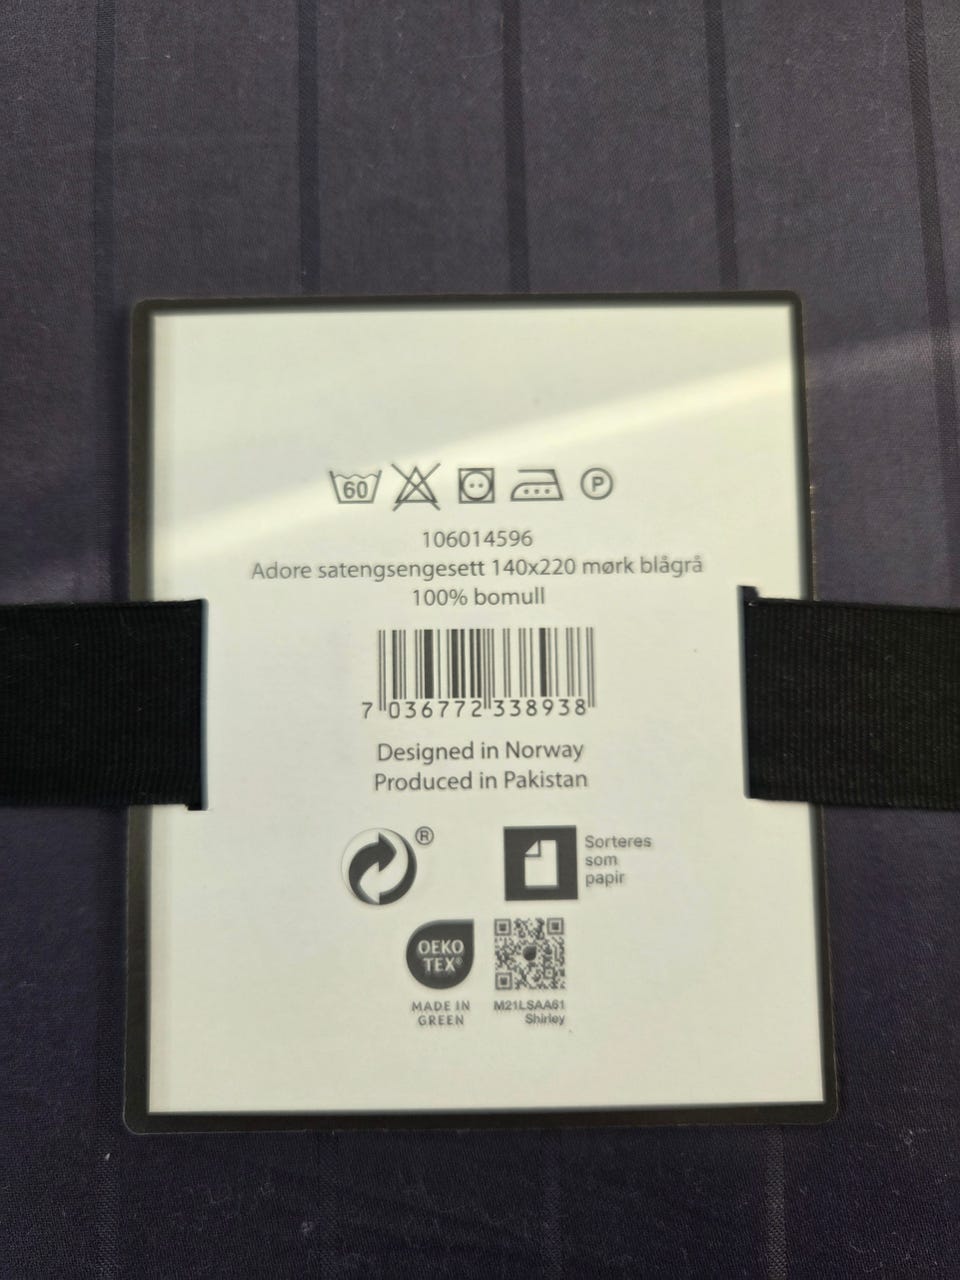 60
P
106014596
Adore satengsengesett 140x220 mørk blågrå
100% bomull
7 036772 338938
Designed in Norway
Produced in Pakistan
®
Sorteres
som
papir
OEKO
TEX®
MADE IN
GREEN
M21LSAA61
Shirley